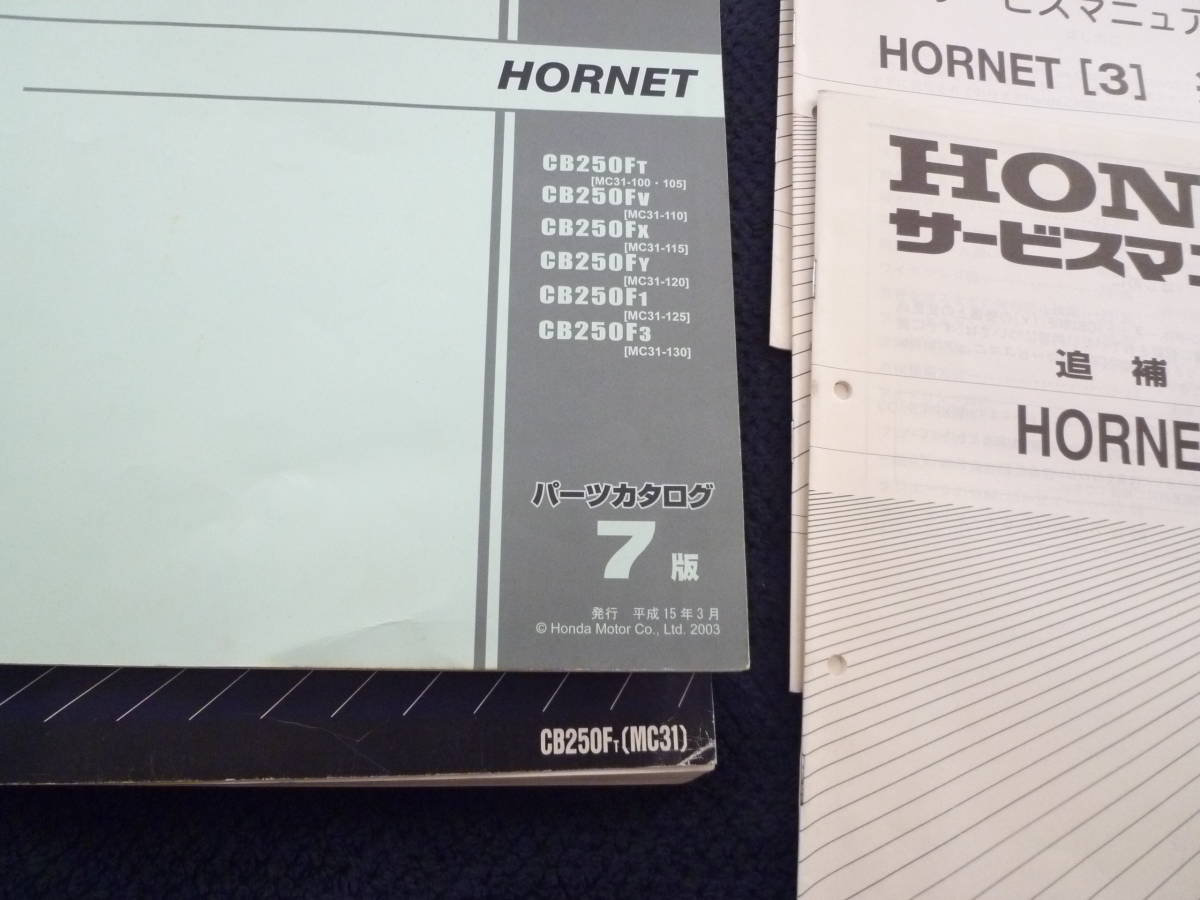 HORNET
CB250FT
[MC31-100・105]
CB250FV
[MC31-110]
CB250FX
[MC31-115]
CB250FY
[MC31-120]
CB250F1
[MC31-125]
CB250F3
[MC31-130]
パーツカタログ
7版
発行 平成15年3月
© Honda Motor Co., Ltd. 2003
CB250FT(MC31)
ービスマニュア
HORNET [3]
HON
サービスマニ
追補
HORNE